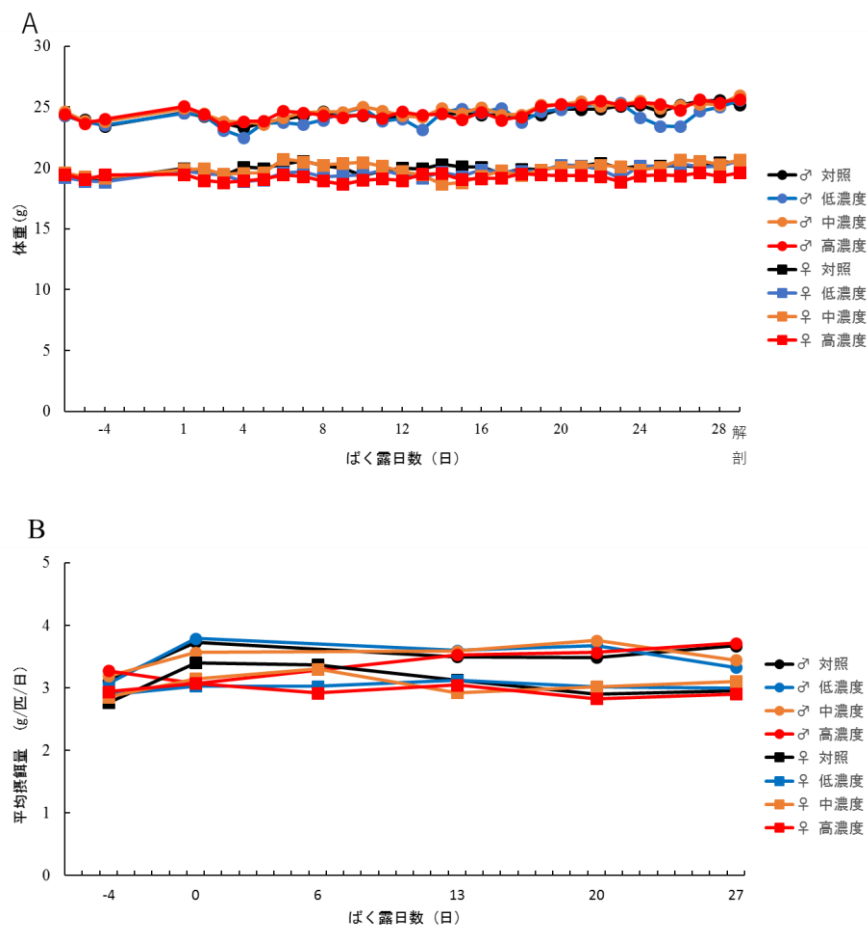 A
30
25
20
15
10
5
0
体重(g)
-4 1 4 8 12 16 20 24 28 解剖
ばく露日数（日）
♂ 対照
♂ 低濃度
♂ 中濃度
♂ 高濃度
♀ 対照
♀ 低濃度
♀ 中濃度
♀ 高濃度
B
5
4
3
2
1
0
平均摂餌量 （g/匹/日）
-4 0 6 13 20 27
ばく露日数（日）
♂ 対照
♂ 低濃度
♂ 中濃度
♂ 高濃度
♀ 対照
♀ 低濃度
♀ 中濃度
♀ 高濃度